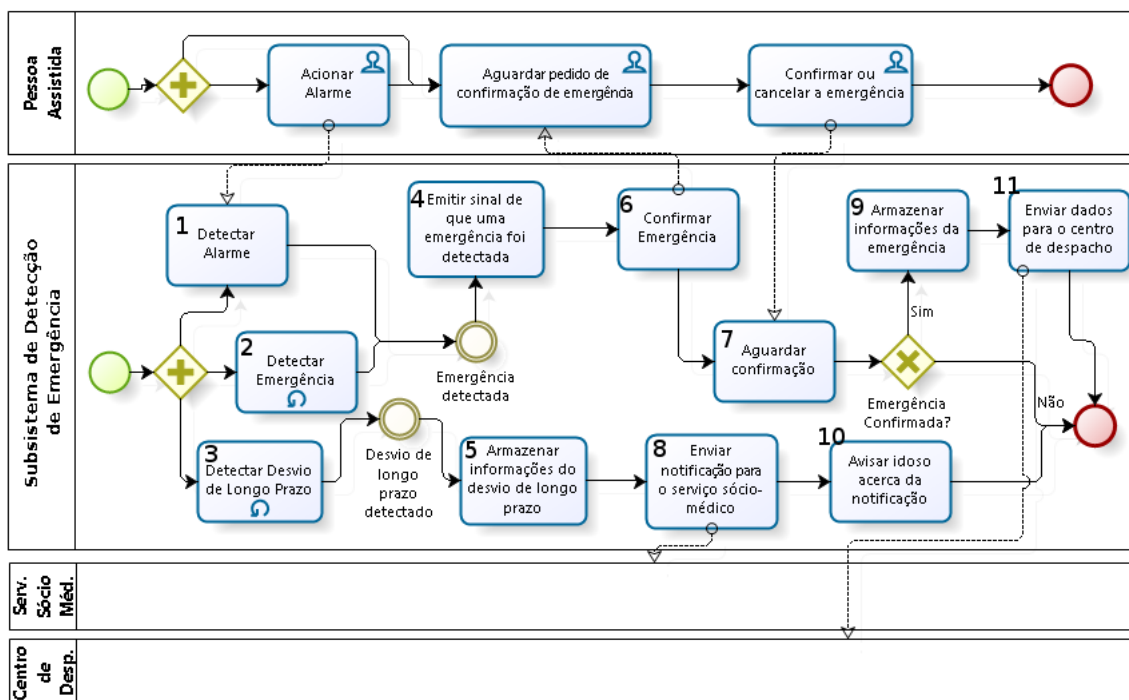 Pessoa
Assistida
Acionar
Alarme
Aguardar pedido de
confirmação de emergência
Confirmar ou
cancelar a emergência
Subsistema de Detecção
de Emergência
1
Detectar
Alarme
2
Detectar
Emergência
3
Detectar Desvio
de Longo Prazo
4
Emitir sinal de
que uma
emergência foi
detectada
Emergência
detectada
Desvio de
longo
prazo
detectado
5
Armazenar
informações do
desvio de longo
prazo
6
Confirmar
Emergência
7
Aguardar
confirmação
8
Enviar
notificação para
o serviço sócio-
médico
Sim
Emergência
Confirmada?
Não
9
Armazenar
informações da
emergência
10
Avisar idoso
acerca da
notificação
11
Enviar dados
para o centro
de despacho
Serv.
Sócio
Méd.
Centro
de
Desp.